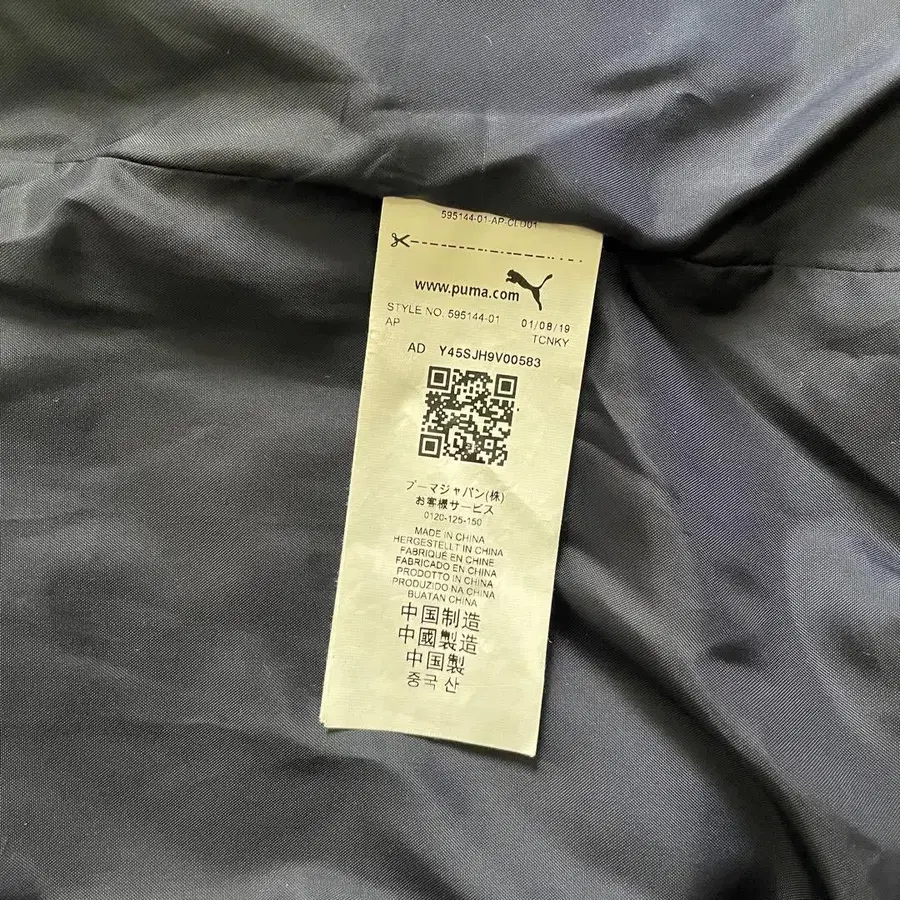 595144-01-AP-CLD01
www.puma.com
STYLE NO. 595144-01 01/08/19
AP TCNKY
AD Y45SJH9V00583
プーマジャパン(株)
お客様サービス
0120-125-150
MADE IN CHINA
HERGESTELLT IN CHINA
FABRIQUÉ EN CHINE
FABRICADO EN CHINA
PRODOTTO IN CHINA
PRODUZIDO NA CHINA
BUATAN CHINA
中国制造
中國製造
中国製
중국 산